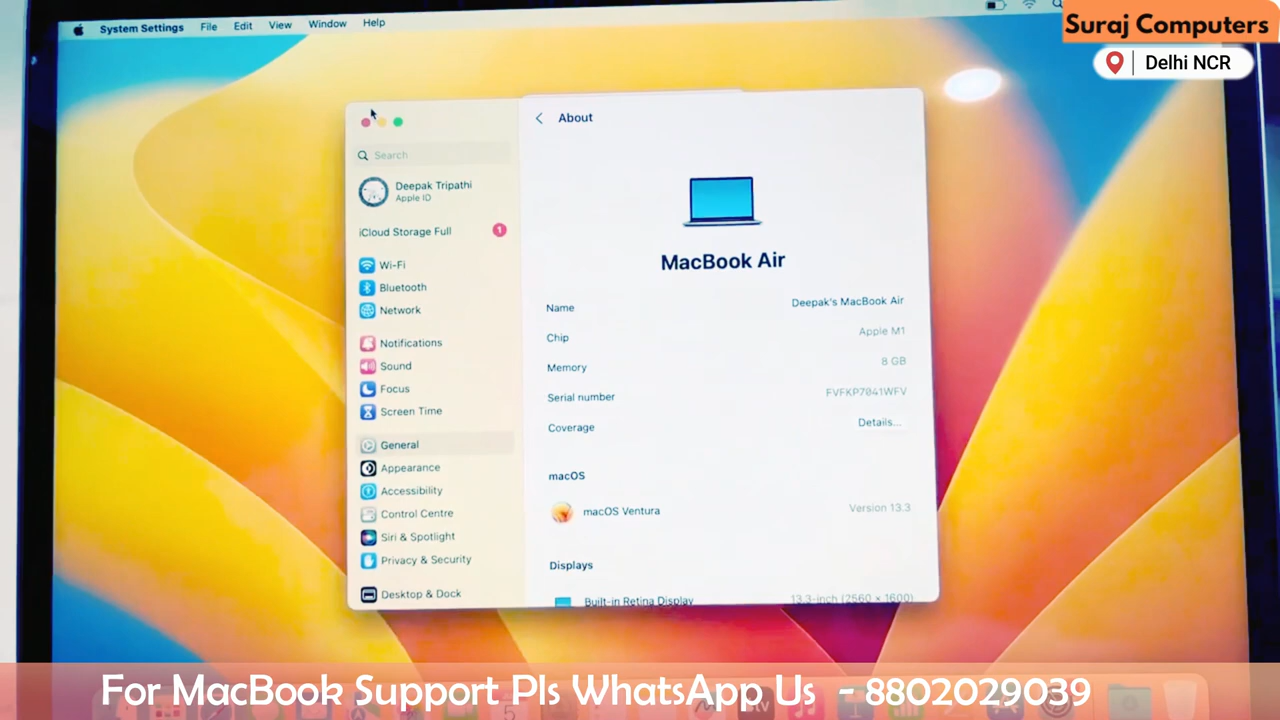 System Settings File Edit View Window Help
Suraj Computers
Delhi NCR
Search
Deepak Tripathi
Apple ID
iCloud Storage Full 1
Wi-Fi
Bluetooth
Network
Notifications
Sound
Focus
Screen Time
General
Appearance
Accessibility
Control Centre
Siri & Spotlight
Privacy & Security
Desktop & Dock
About
MacBook Air
Name Deepak's MacBook Air
Chip Apple M1
Memory 8 GB
Serial number FVFKP7041WFV
Coverage Details...
macOS
macOS Ventura Version 13.3
Displays
Built-in Retina Display 13.3-inch (2560 × 1600)
For MacBook Support Pls WhatsApp Us - 8802029039